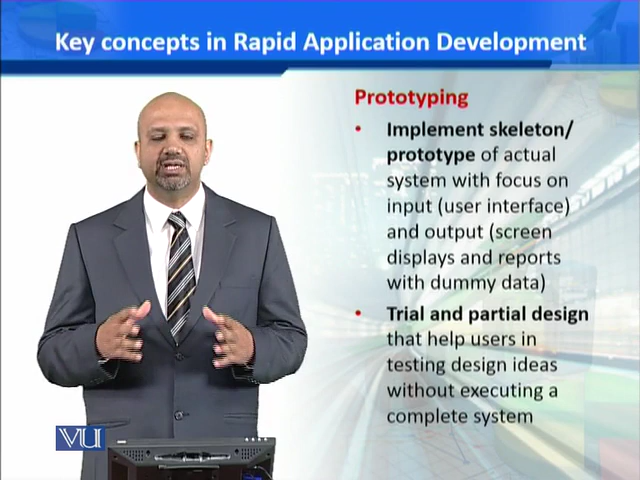 Key concepts in Rapid Application Development
Prototyping
• Implement skeleton/
prototype of actual
system with focus on
input (user interface)
and output (screen
displays and reports
with dummy data)
• Trial and partial design
that help users in
testing design ideas
without executing a
complete system
VU